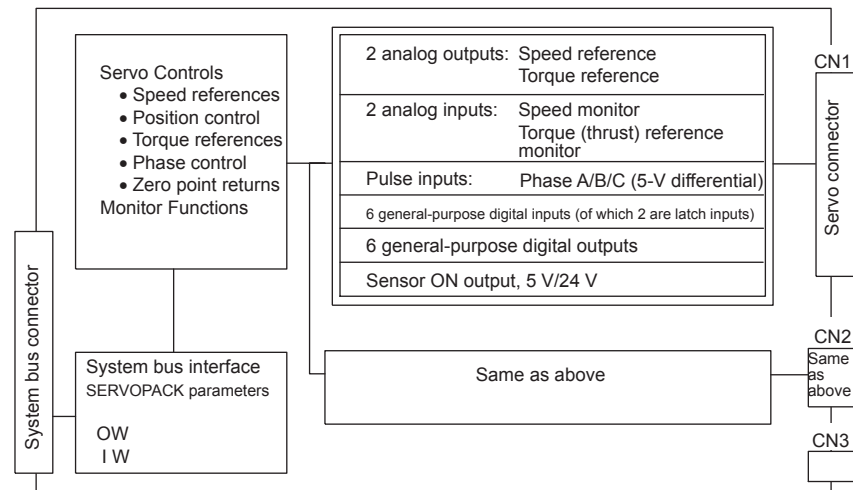 Servo Controls
• Speed references
• Position control
• Torque references
• Phase control
• Zero point returns
Monitor Functions
2 analog outputs: Speed reference
Torque reference
2 analog inputs: Speed monitor
Torque (thrust) reference
monitor
Pulse inputs: Phase A/B/C (5-V differential)
6 general-purpose digital inputs (of which 2 are latch inputs)
6 general-purpose digital outputs
Sensor ON output, 5 V/24 V
CN1
Servo connector
System bus connector
System bus interface
SERVOPACK parameters
OW
I W
Same as above
CN2
Same
as
above
CN3